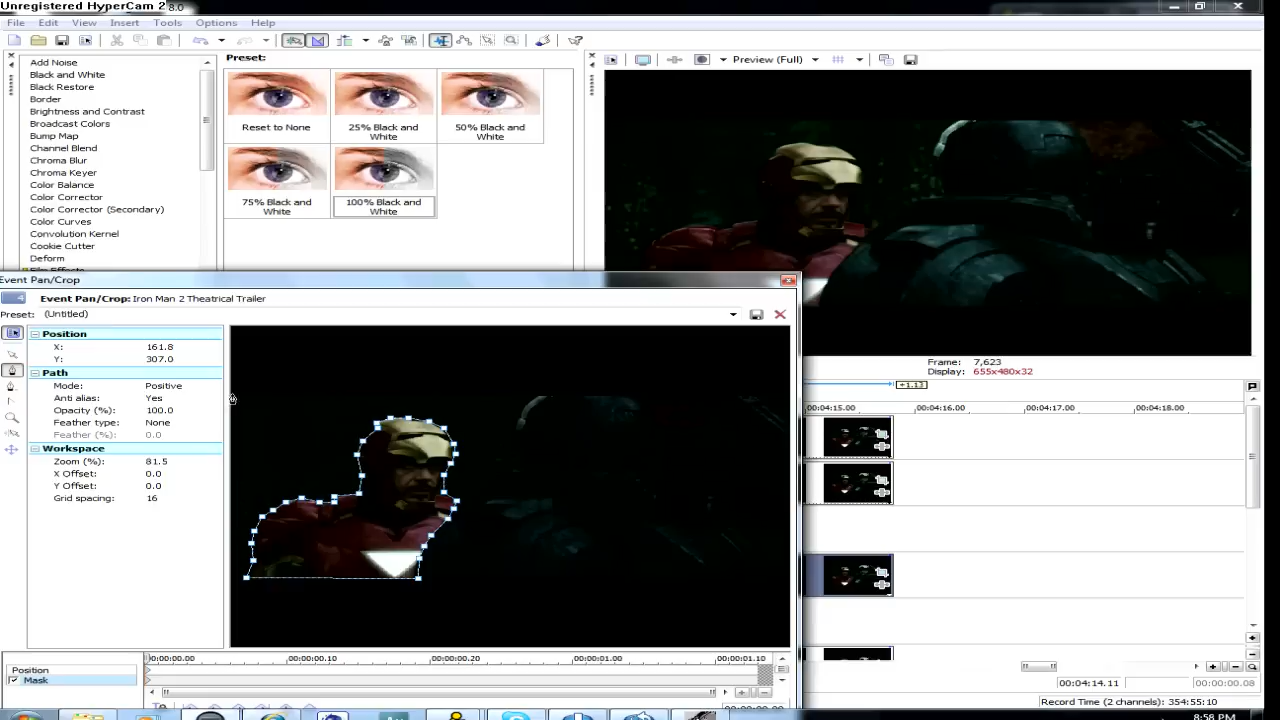 Unregistered HyperCam 2
8.0
File Edit View Insert Tools Options Help
Preset:
Add Noise
Black and White
Black Restore
Border
Brightness and Contrast
Broadcast Colors
Bump Map
Channel Blend
Chroma Blur
Chroma Keyer
Color Balance
Color Corrector
Color Corrector (Secondary)
Color Curves
Convolution Kernel
Cookie Cutter
Deform
Film Effects
Reset to None
25% Black and White
50% Black and White
75% Black and White
100% Black and White
Preview (Full)
Frame: 7,623
Display: 655x480x32
Event Pan/Crop
Event Pan/Crop: Iron Man 2 Theatrical Trailer
Preset: (Untitled)
Position
X: 161.8
Y: 307.0
Path
Mode: Positive
Anti alias: Yes
Opacity (%): 100.0
Feather type: None
Feather (%): 0.0
Workspace
Zoom (%): 81.5
X Offset: 0.0
Y Offset: 0.0
Grid spacing: 16
+1.13
00:04:15.00 00:04:16.00 00:04:17.00 00:04:18.00
00:00:00.00 00:00:00.10 00:00:00.20 00:00:01.00 00:00:01.10
Position
Mask
00:04:14.11 00:00:00.08
Record Time (2 channels): 354:55:10
8:58 PM